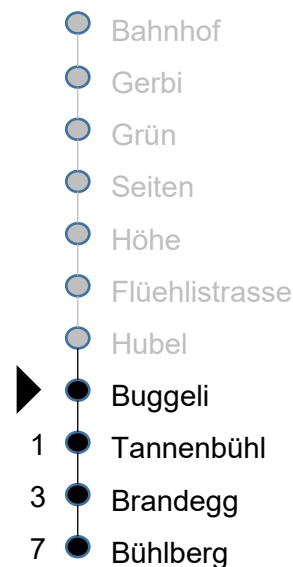 Bahnhof
Gerbi
Grün
Seiten
Höhe
Flüehlistrasse
Hubel
Buggeli
1 Tannenbühl
3 Brandegg
7 Bühlberg